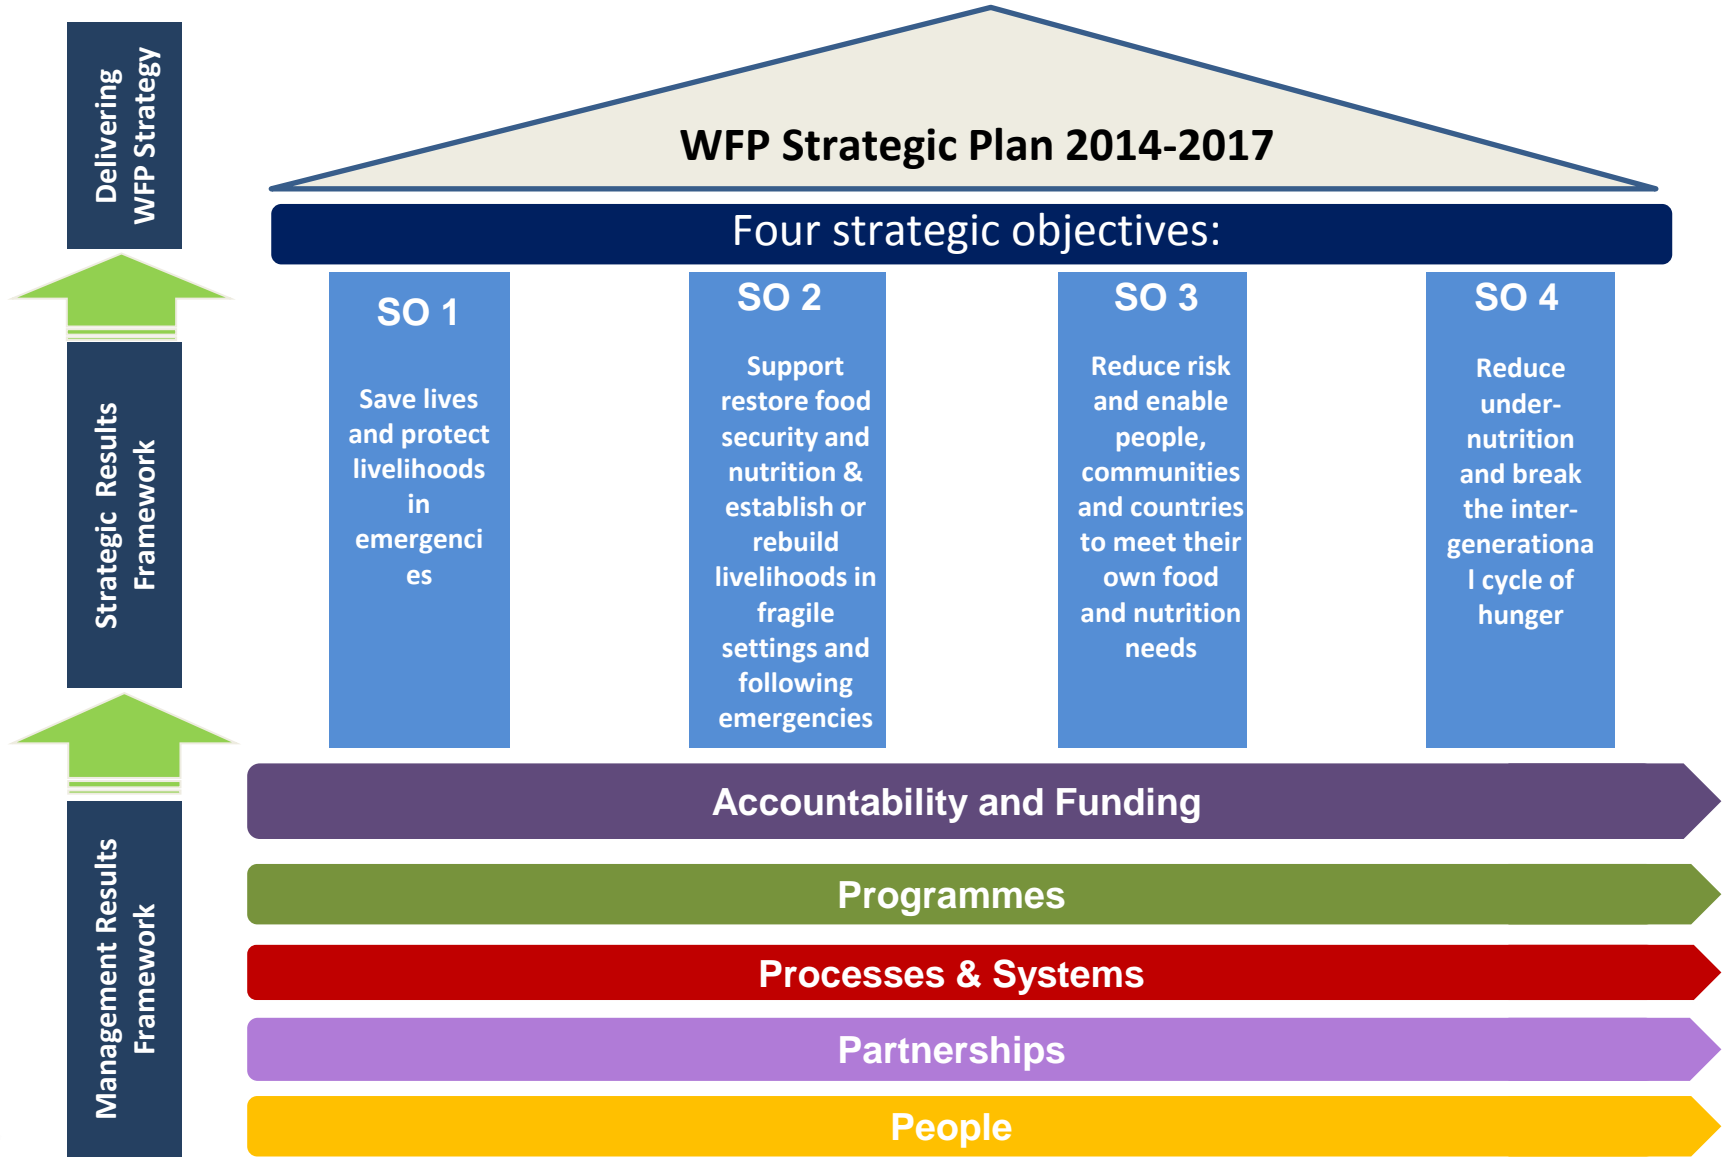 Delivering
WFP Strategy
WFP Strategic Plan 2014-2017
Four strategic objectives:
Strategic Results
Framework
SO 1
Save lives
and protect
livelihoods
in
emergenci
es
SO 2
Support
restore food
security and
nutrition &
establish or
rebuild
livelihoods in
fragile
settings and
following
emergencies
SO 3
Reduce risk
and enable
people,
communities
and countries
to meet their
own food
and nutrition
needs
SO 4
Reduce
under-
nutrition
and break
the inter-
generationa
l cycle of
hunger
Management Results
Framework
Accountability and Funding
Programmes
Processes & Systems
Partnerships
People